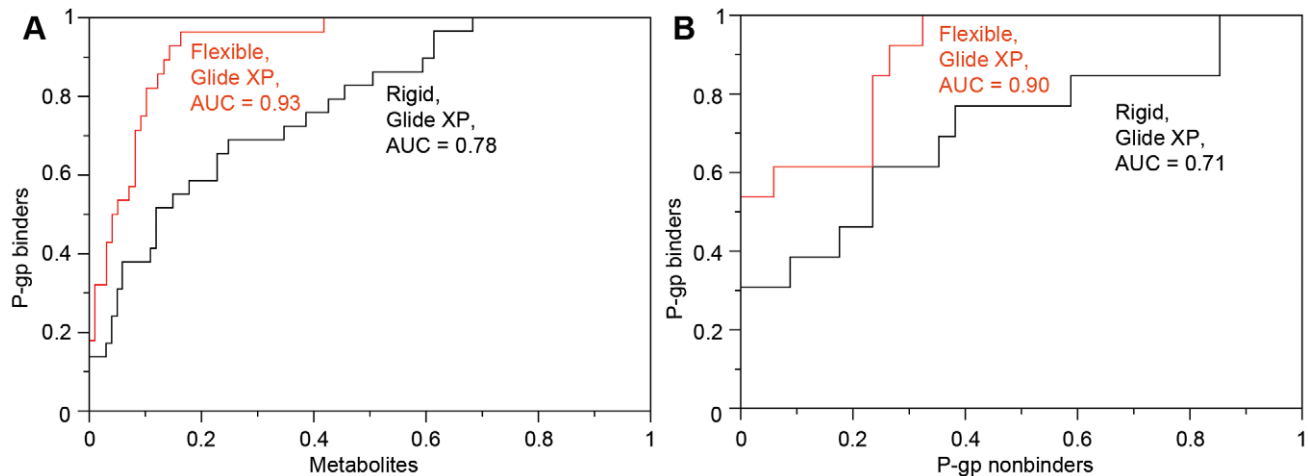 A
1
0.8
0.6
0.4
0.2
0
P-gp binders
Flexible,
Glide XP,
AUC = 0.93
Rigid,
Glide XP,
AUC = 0.78
0
0.2
0.4
0.6
0.8
1
Metabolites
B
1
0.8
0.6
0.4
0.2
0
P-gp binders
Flexible,
Glide XP,
AUC = 0.90
Rigid,
Glide XP,
AUC = 0.71
0
0.2
0.4
0.6
0.8
1
P-gp nonbinders